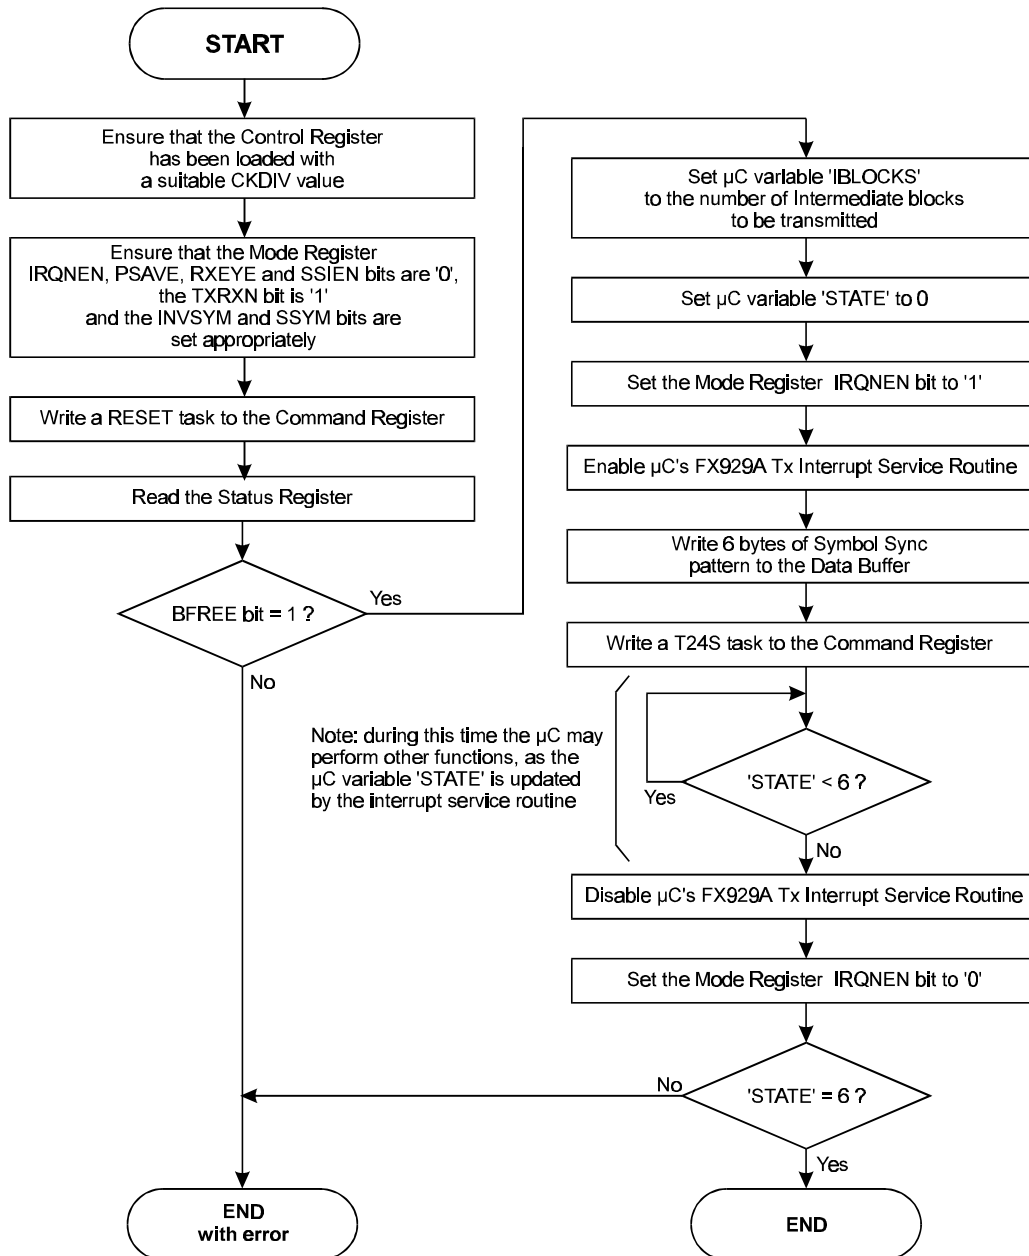 START
Ensure that the Control Register
has been loaded with
a suitable CKDIV value
Ensure that the Mode Register
IRQNEN, PSAVE, RXEYE and SSIEN bits are '0',
the TXRXN bit is '1'
and the INVSYM and SSYM bits are
set appropriately
Write a RESET task to the Command Register
Read the Status Register
BFREE bit = 1 ?
Yes
No
Set µC variable 'IBLOCKS'
to the number of Intermediate blocks
to be transmitted
Set µC variable 'STATE' to 0
Set the Mode Register IRQNEN bit to '1'
Enable µC's FX929A Tx Interrupt Service Routine
Write 6 bytes of Symbol Sync
pattern to the Data Buffer
Write a T24S task to the Command Register
Note: during this time the µC may
perform other functions, as the
µC variable 'STATE' is updated
by the interrupt service routine
'STATE' < 6 ?
Yes
No
Disable µC's FX929A Tx Interrupt Service Routine
Set the Mode Register IRQNEN bit to '0'
'STATE' = 6 ?
No
Yes
END
with error
END